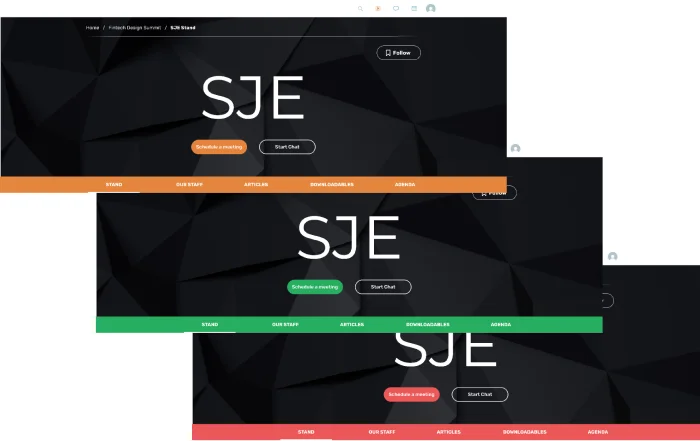 Home / Fintech Design Summit / SJE Stand
Follow
SJE
Schedule a meeting Start Chat
STAND OUR STAFF ARTICLES DOWNLOADABLES AGENDA
SJE
Schedule a meeting Start Chat
STAND OUR STAFF ARTICLES DOWNLOADABLES AGENDA
SJE
Schedule a meeting Start Chat
STAND OUR STAFF ARTICLES DOWNLOADABLES AGENDA